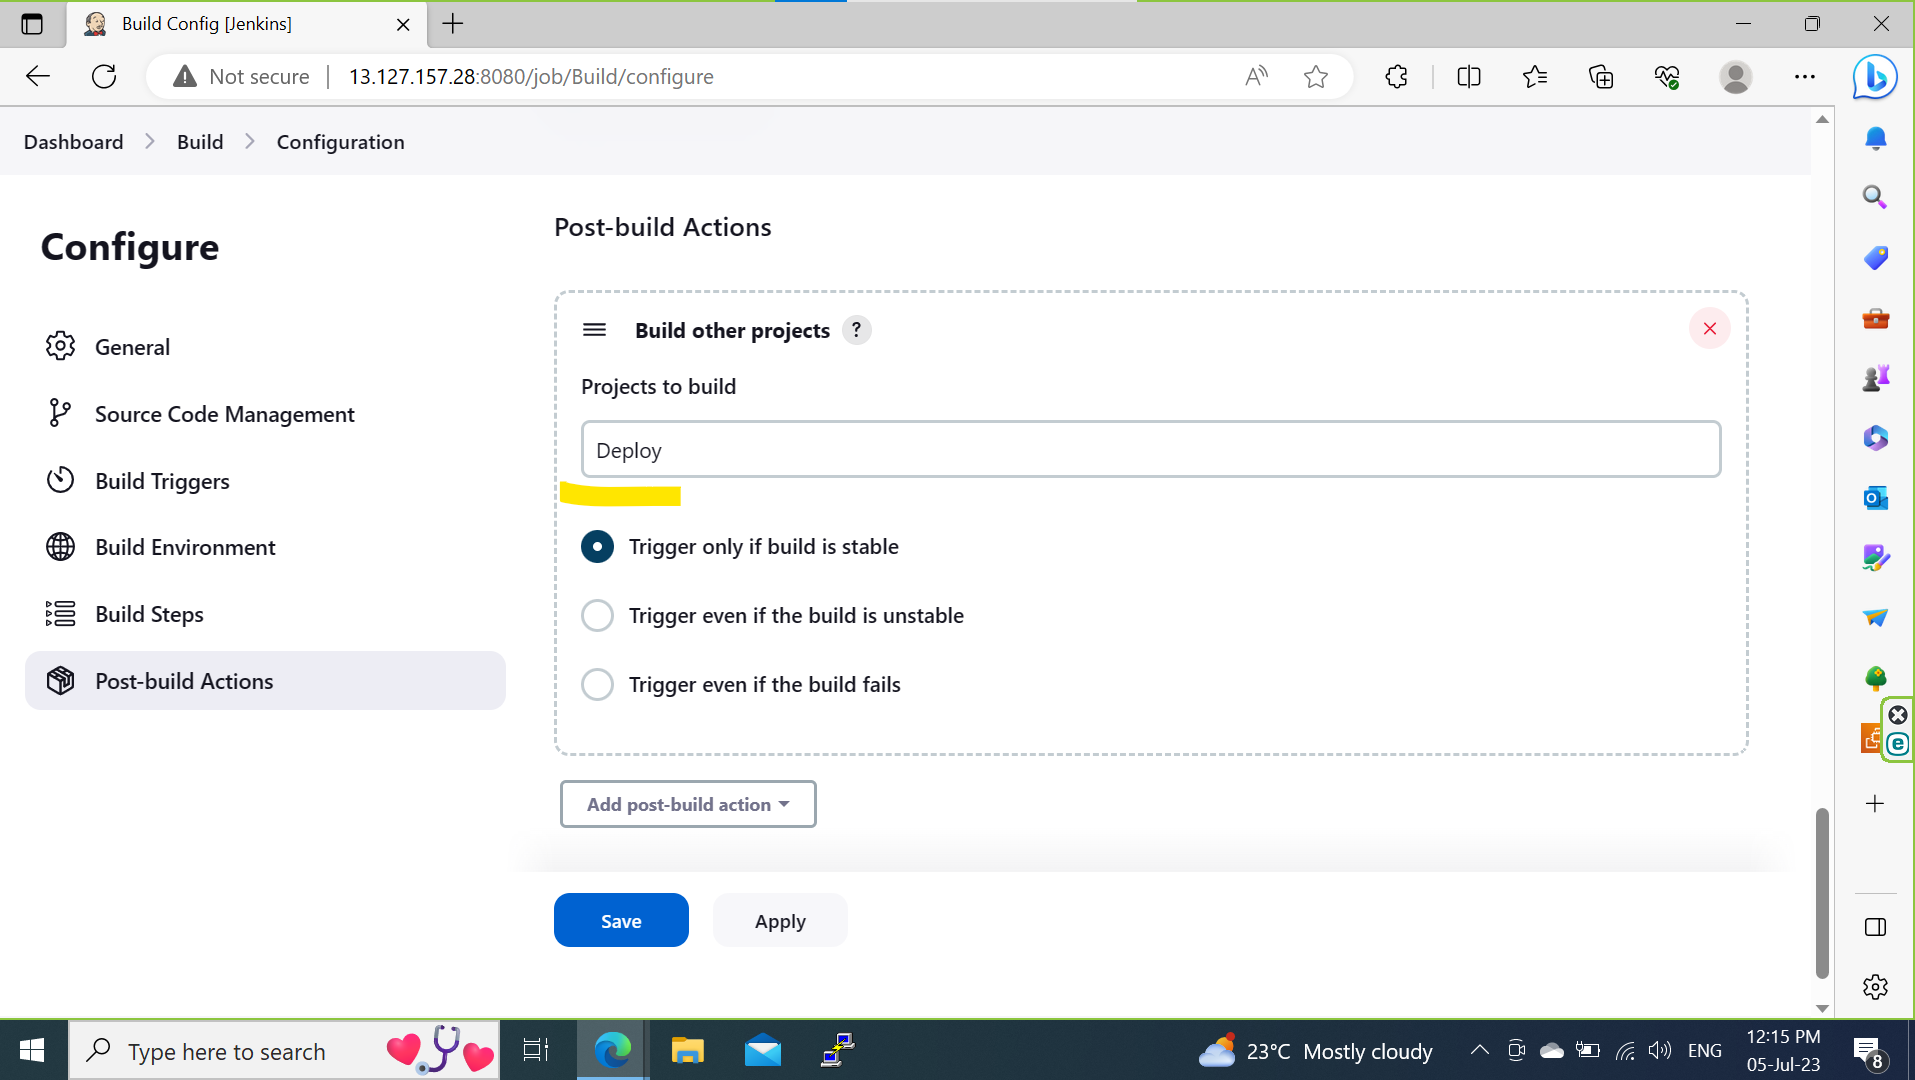 Build Config [Jenkins]
Not secure
13.127.157.28:8080/job/Build/configure
Dashboard
Build
Configuration
Configure
General
Source Code Management
Build Triggers
Build Environment
Build Steps
Post-build Actions
Post-build Actions
Build other projects ?
Projects to build
Deploy
Trigger only if build is stable
Trigger even if the build is unstable
Trigger even if the build fails
Add post-build action
Save
Apply
Type here to search
23°C Mostly cloudy
ENG
12:15 PM
05-Jul-23
8